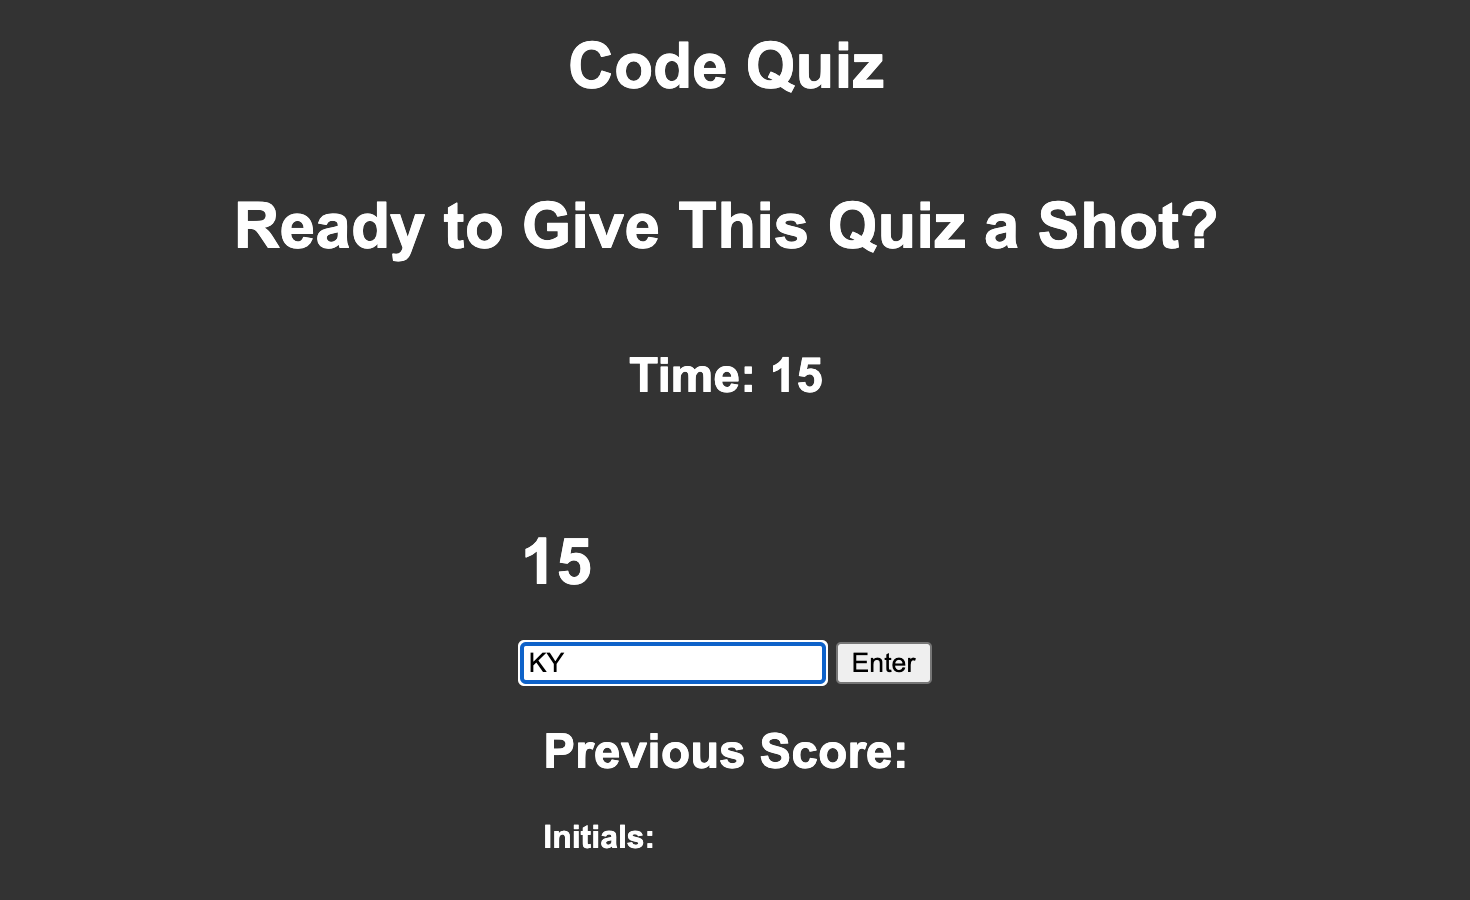 Code Quiz
Ready to Give This Quiz a Shot?
Time: 15
15
KY Enter
Previous Score:
Initials: